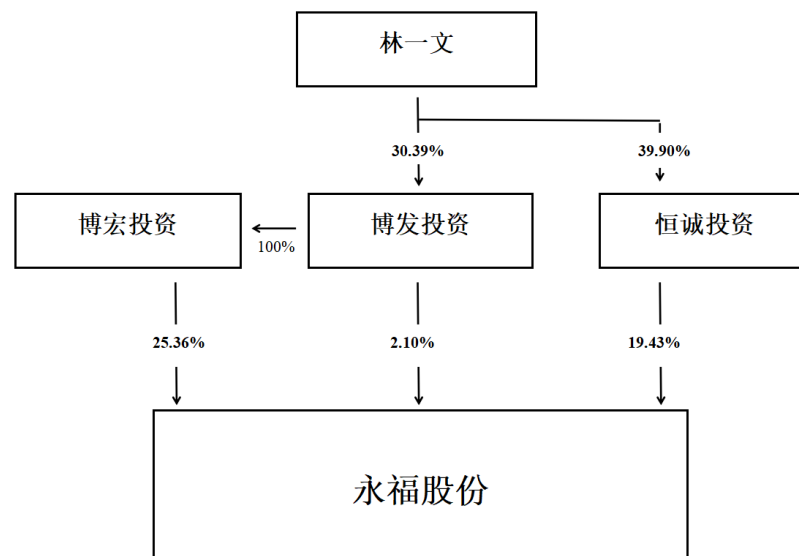 林一文
30.39%
39.90%
博宏投资
博发投资
恒诚投资
100%
25.36%
2.10%
19.43%
永福股份